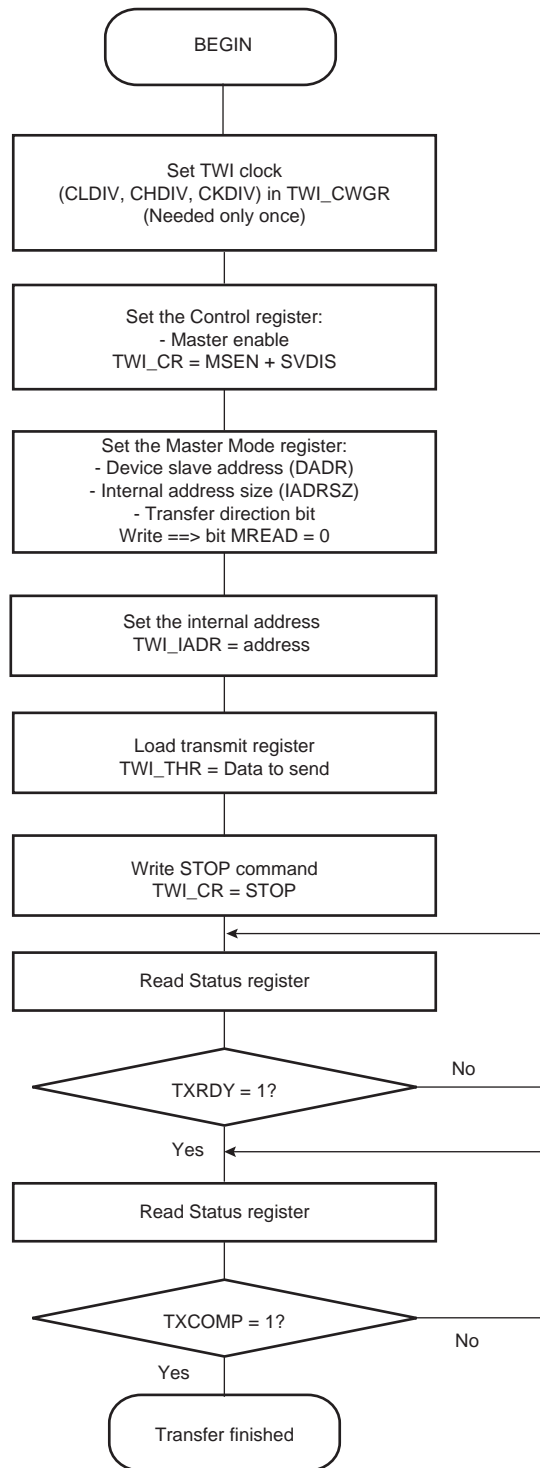 BEGIN
Set TWI clock
(CLDIV, CHDIV, CKDIV) in TWI_CWGR
(Needed only once)
Set the Control register:
- Master enable
TWI_CR = MSEN + SVDIS
Set the Master Mode register:
- Device slave address (DADR)
- Internal address size (IADRSZ)
- Transfer direction bit
Write ==> bit MREAD = 0
Set the internal address
TWI_IADR = address
Load transmit register
TWI_THR = Data to send
Write STOP command
TWI_CR = STOP
Read Status register
TXRDY = 1?
No
Yes
Read Status register
TXCOMP = 1?
No
Yes
Transfer finished